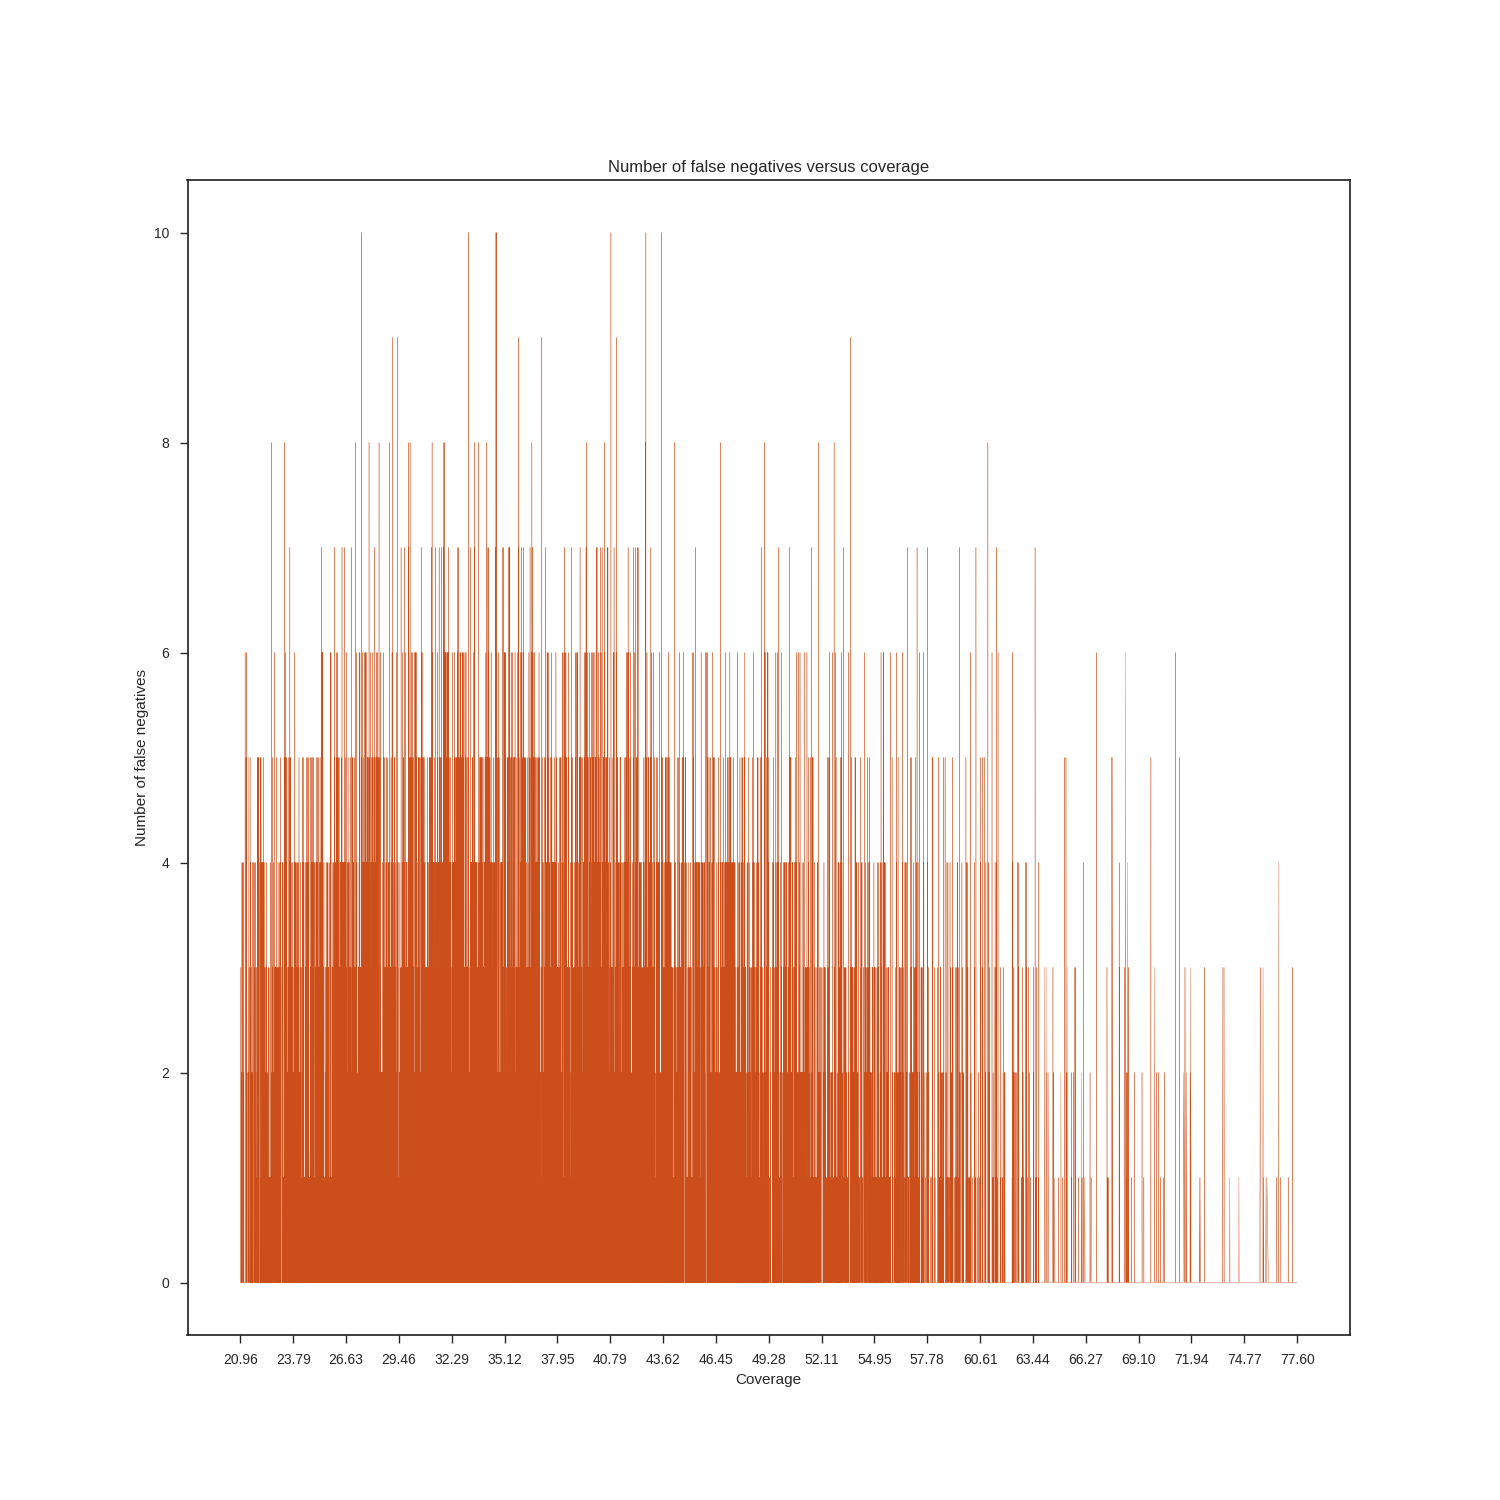 Number of false negatives versus coverage
10
8
6
4
2
0
Number of false negatives
20.96 23.79 26.63 29.46 32.29 35.12 37.95 40.79 43.62 46.45 49.28 52.11 54.95 57.78 60.61 63.44 66.27 69.10 71.94 74.77 77.60
Coverage